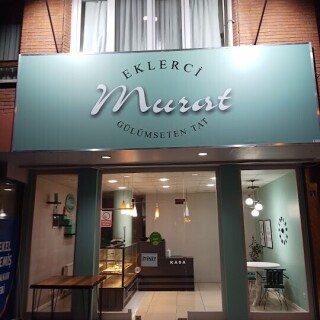 EKLERCİ
Murat
GÜLÜMSETEN TAT
KASA